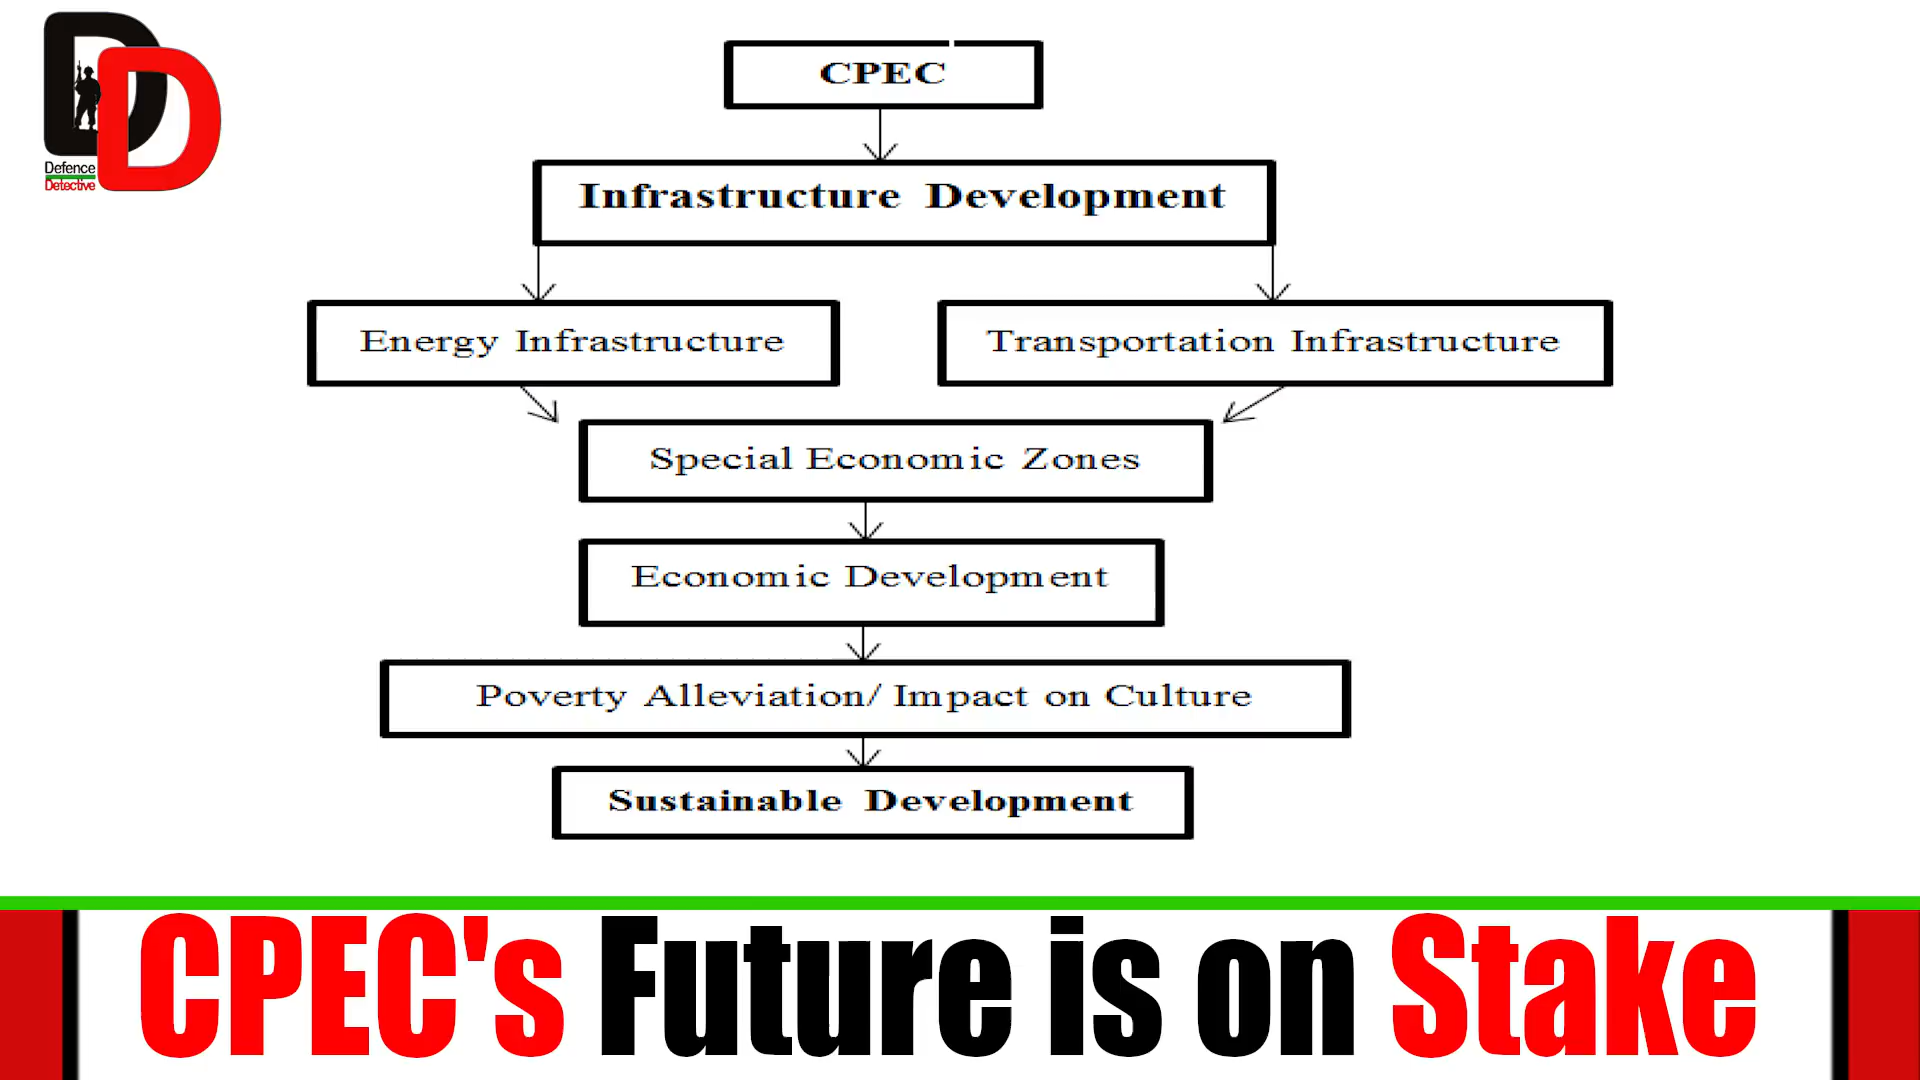 Defence
Detective
CPEC
Infrastructure Development
Energy Infrastructure
Transportation Infrastructure
Special Economic Zones
Economic Development
Poverty Alleviation/ Impact on Culture
Sustainable Development
CPEC's Future is on Stake